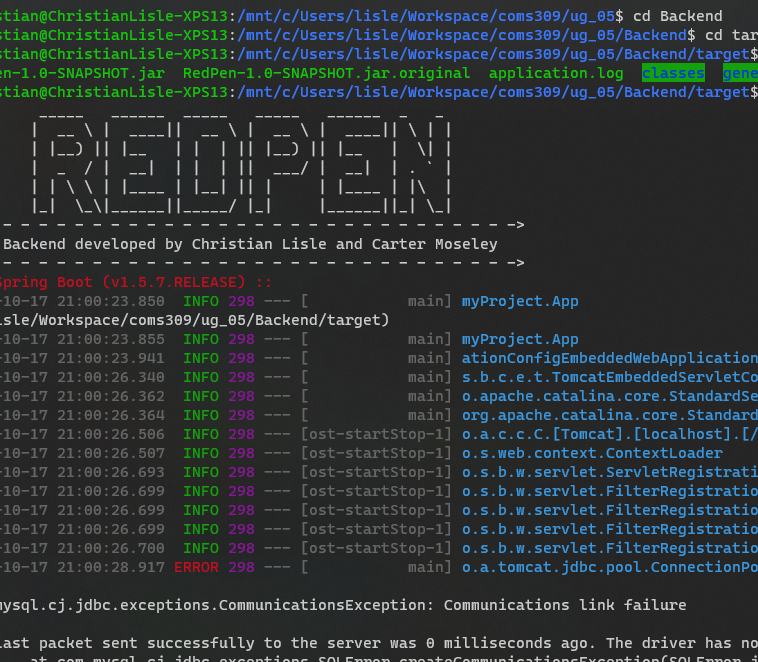 stian@ChristianLisle-XPS13:/mnt/c/Users/lisle/Workspace/coms309/ug_05$ cd Backend
stian@ChristianLisle-XPS13:/mnt/c/Users/lisle/Workspace/coms309/ug_05/Backend$ cd tar
stian@ChristianLisle-XPS13:/mnt/c/Users/lisle/Workspace/coms309/ug_05/Backend/target$
en-1.0-SNAPSHOT.jar  RedPen-1.0-SNAPSHOT.jar.original  application.log  classes  gene
stian@ChristianLisle-XPS13:/mnt/c/Users/lisle/Workspace/coms309/ug_05/Backend/target$
REDPEN
- - - - - - - - - - - - - - - - - - - - - - - - - - - - ->
Backend developed by Christian Lisle and Carter Moseley
- - - - - - - - - - - - - - - - - - - - - - - - - - - - ->
Spring Boot (v1.5.7.RELEASE) ::
-10-17 21:00:23.850  INFO 298 --- [           main] myProject.App
isle/Workspace/coms309/ug_05/Backend/target)
-10-17 21:00:23.855  INFO 298 --- [           main] myProject.App
-10-17 21:00:23.941  INFO 298 --- [           main] ationConfigEmbeddedWebApplication
-10-17 21:00:26.340  INFO 298 --- [           main] s.b.c.e.t.TomcatEmbeddedServletCo
-10-17 21:00:26.362  INFO 298 --- [           main] o.apache.catalina.core.StandardSe
-10-17 21:00:26.364  INFO 298 --- [           main] org.apache.catalina.core.Standard
-10-17 21:00:26.506  INFO 298 --- [ost-startStop-1] o.a.c.c.C.[Tomcat].[localhost].[/
-10-17 21:00:26.507  INFO 298 --- [ost-startStop-1] o.s.web.context.ContextLoader
-10-17 21:00:26.693  INFO 298 --- [ost-startStop-1] o.s.b.w.servlet.ServletRegistrati
-10-17 21:00:26.699  INFO 298 --- [ost-startStop-1] o.s.b.w.servlet.FilterRegistratio
-10-17 21:00:26.699  INFO 298 --- [ost-startStop-1] o.s.b.w.servlet.FilterRegistratio
-10-17 21:00:26.699  INFO 298 --- [ost-startStop-1] o.s.b.w.servlet.FilterRegistratio
-10-17 21:00:26.700  INFO 298 --- [ost-startStop-1] o.s.b.w.servlet.FilterRegistratio
-10-17 21:00:28.917 ERROR 298 --- [           main] o.a.tomcat.jdbc.pool.ConnectionPo
mysql.cj.jdbc.exceptions.CommunicationsException: Communications link failure
last packet sent successfully to the server was 0 milliseconds ago. The driver has no